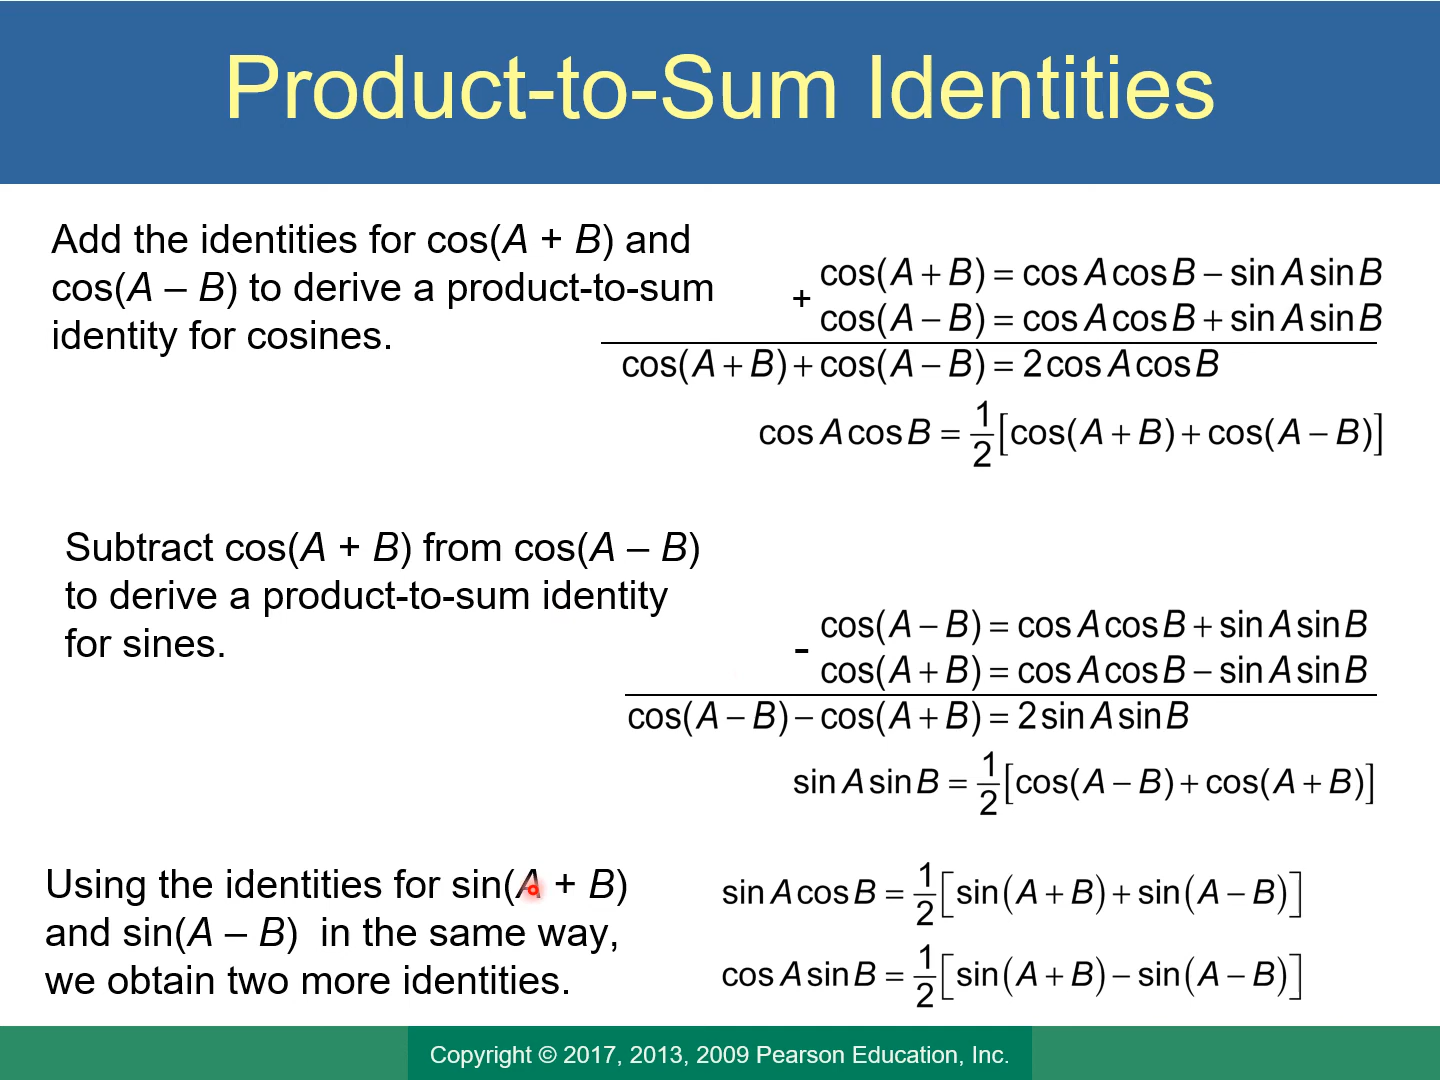 Product-to-Sum Identities
Add the identities for cos(A + B) and
cos(A – B) to derive a product-to-sum
identity for cosines.
+
cos(A + B) = cos A cos B − sin A sin B
cos(A − B) = cos A cos B + sin A sin B
cos(A + B) + cos(A − B) = 2 cos A cos B
cos A cos B = 1/2 [cos(A + B) + cos(A − B)]
Subtract cos(A + B) from cos(A – B)
to derive a product-to-sum identity
for sines.
-
cos(A − B) = cos A cos B + sin A sin B
cos(A + B) = cos A cos B − sin A sin B
cos(A − B) − cos(A + B) = 2 sin A sin B
sin A sin B = 1/2 [cos(A − B) + cos(A + B)]
Using the identities for sin(A + B)
and sin(A – B) in the same way,
we obtain two more identities.
sin A cos B = 1/2 [sin(A + B) + sin(A − B)]
cos A sin B = 1/2 [sin(A + B) − sin(A − B)]
Copyright © 2017, 2013, 2009 Pearson Education, Inc.